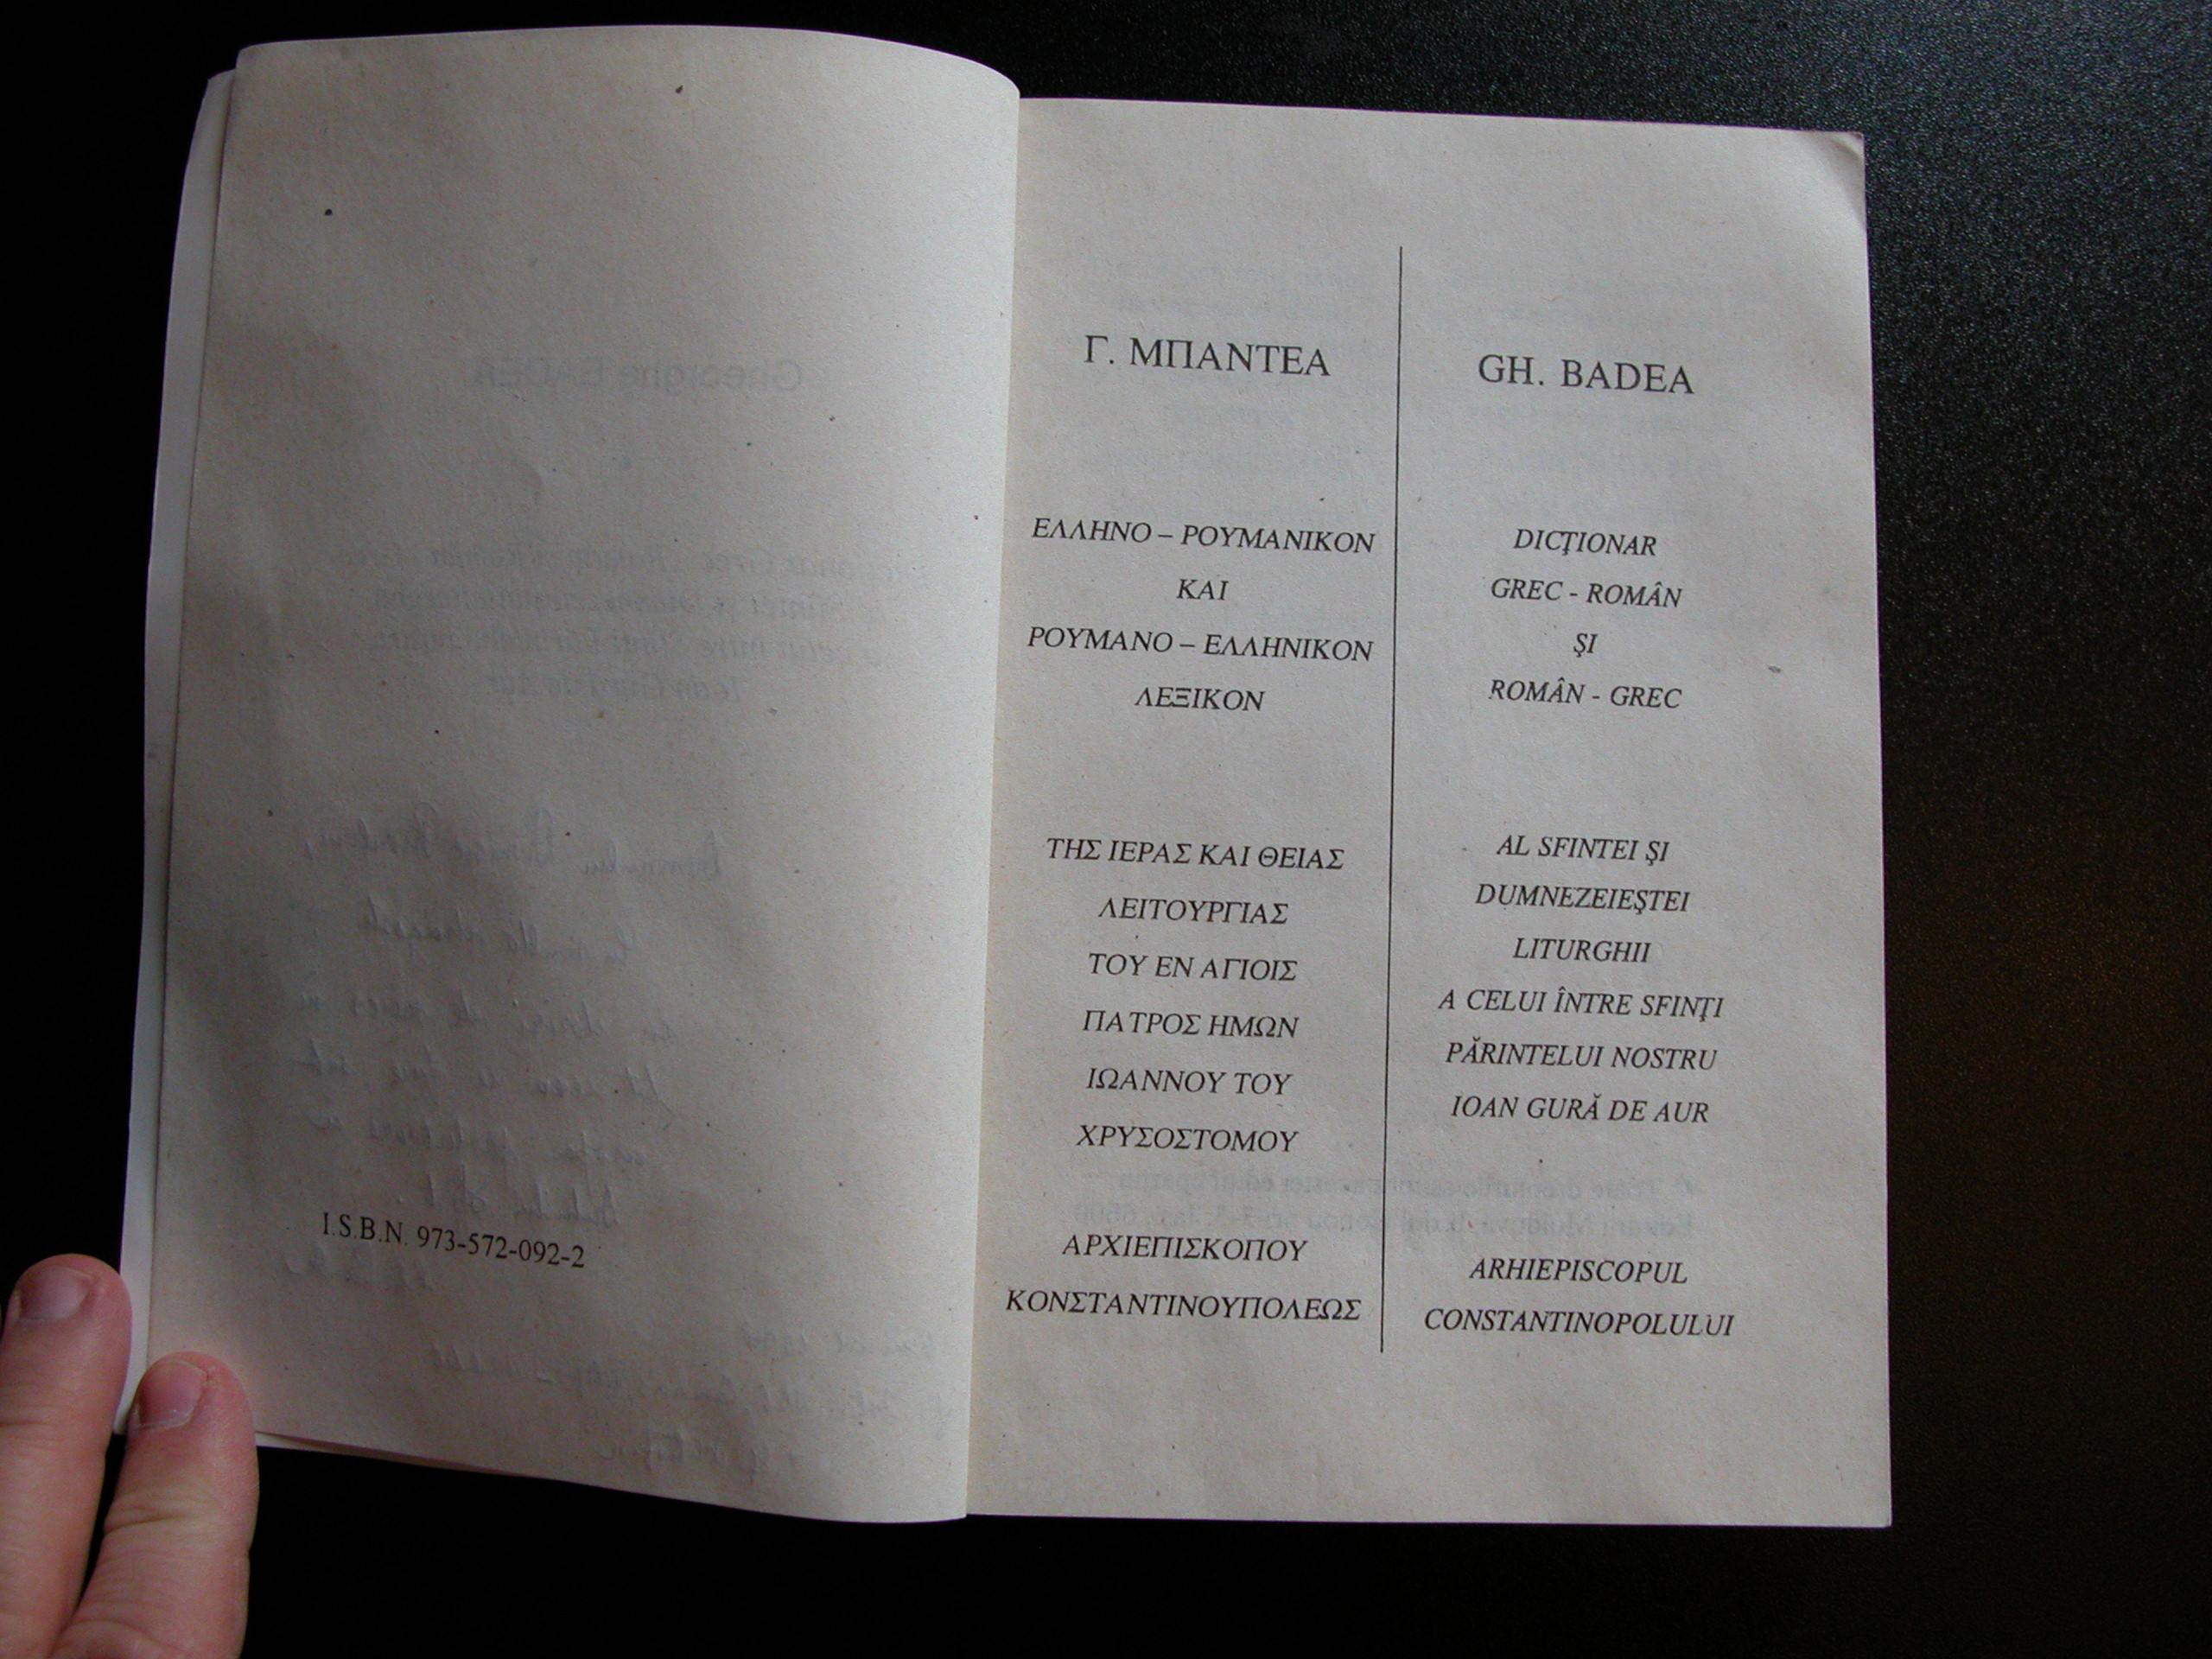 I.S.B.N. 973-572-092-2
Γ. ΜΠΑΝΤΕΑ
ΕΛΛΗΝΟ – ΡΟΥΜΑΝΙΚΟΝ
ΚΑΙ
ΡΟΥΜΑΝΟ – ΕΛΛΗΝΙΚΟΝ
ΛΕΞΙΚΟΝ
ΤΗΣ ΙΕΡΑΣ ΚΑΙ ΘΕΙΑΣ
ΛΕΙΤΟΥΡΓΙΑΣ
ΤΟΥ ΕΝ ΑΓΙΟΙΣ
ΠΑΤΡΟΣ ΗΜΩΝ
ΙΩΑΝΝΟΥ ΤΟΥ
ΧΡΥΣΟΣΤΟΜΟΥ
ΑΡΧΙΕΠΙΣΚΟΠΟΥ
ΚΟΝΣΤΑΝΤΙΝΟΥΠΟΛΕΩΣ
GH. BADEA
DICŢIONAR
GREC - ROMÂN
ŞI
ROMÂN - GREC
AL SFINTEI ŞI
DUMNEZEIEŞTEI
LITURGHII
A CELUI ÎNTRE SFINŢI
PĂRINTELUI NOSTRU
IOAN GURĂ DE AUR
ARHIEPISCOPUL
CONSTANTINOPOLULUI